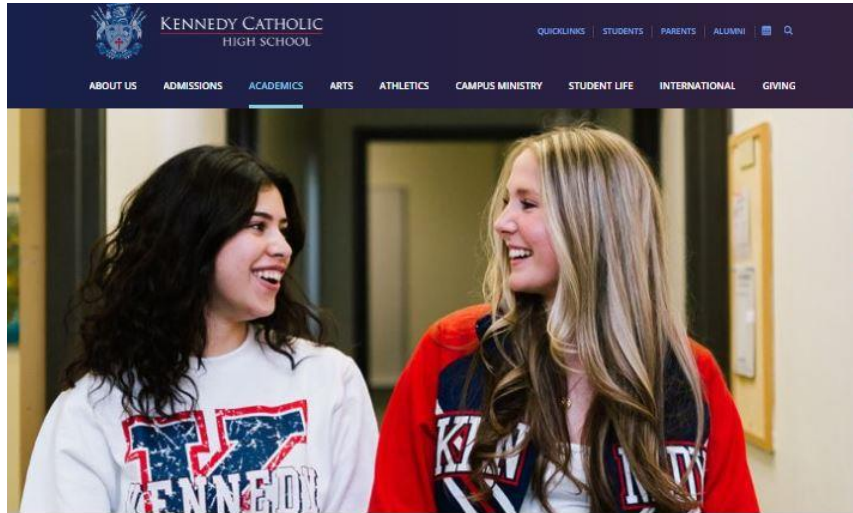 KENNEDY CATHOLIC
HIGH SCHOOL
QUICKLINKS STUDENTS PARENTS ALUMNI
ABOUT US ADMISSIONS ACADEMICS ARTS ATHLETICS CAMPUS MINISTRY STUDENT LIFE INTERNATIONAL GIVING
KENNEDY